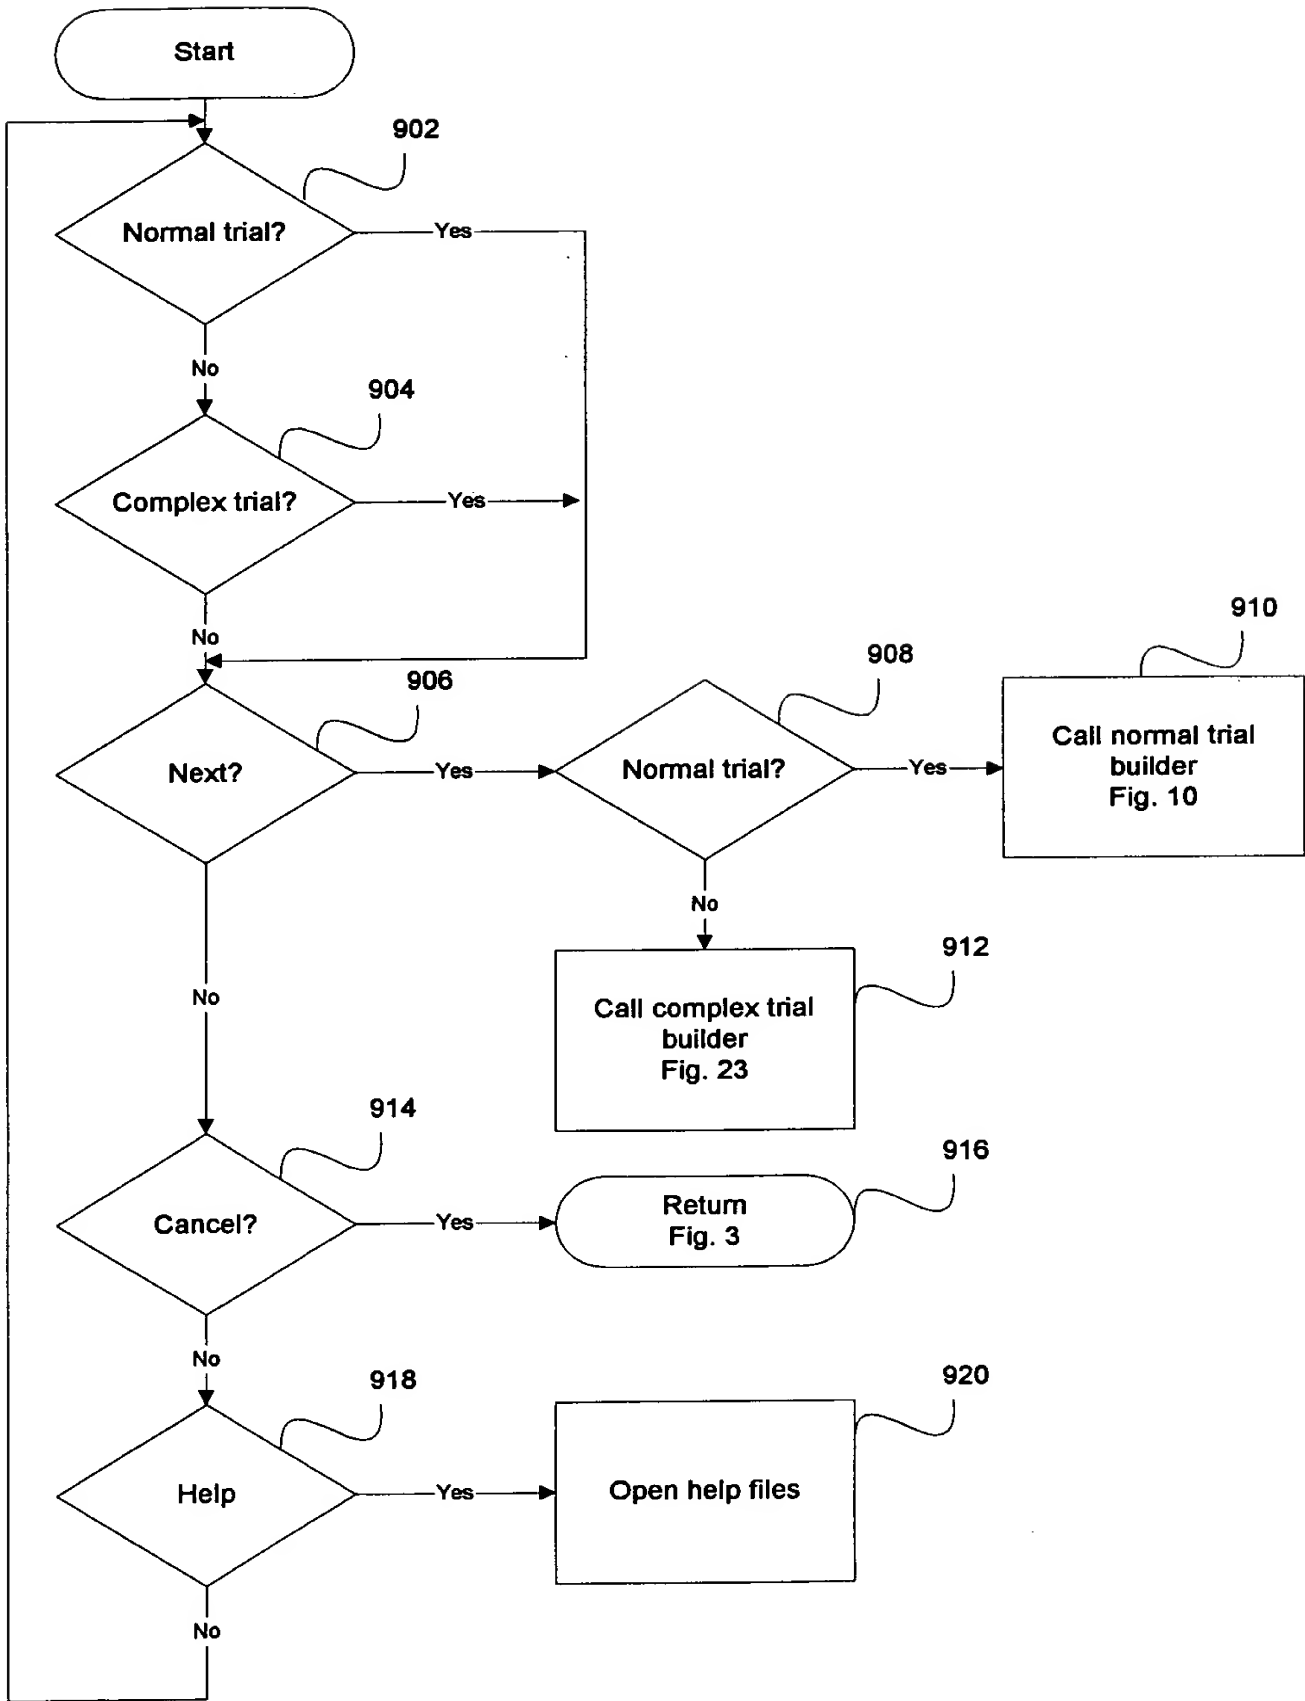 Start
902
Normal trial?
Yes
No
904
Complex trial?
Yes
No
906
Next?
Yes
908
Normal trial?
Yes
910
Call normal trial
builder
Fig. 10
No
912
Call complex trial
builder
Fig. 23
No
914
Cancel?
Yes
916
Return
Fig. 3
No
918
Help
Yes
920
Open help files
No